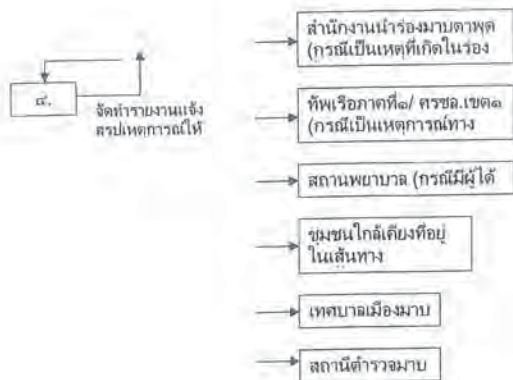 ๔.
จัดทำรายงานแจ้ง
สรุปเหตุการณ์ให้
สำนักงานนำร่องมาบตาพุด
(กรณีเป็นเหตุที่เกิดในร่อง
ทัพเรือภาคที่๑/ ศรชล.เขต๑
(กรณีเป็นเหตุการณ์ทาง
สถานพยาบาล (กรณีมีผู้ได้
ชุมชนใกล้เคียงที่อยู่
ในเส้นทาง
เทศบาลเมืองมาบ
สถานีตำรวจมาบ